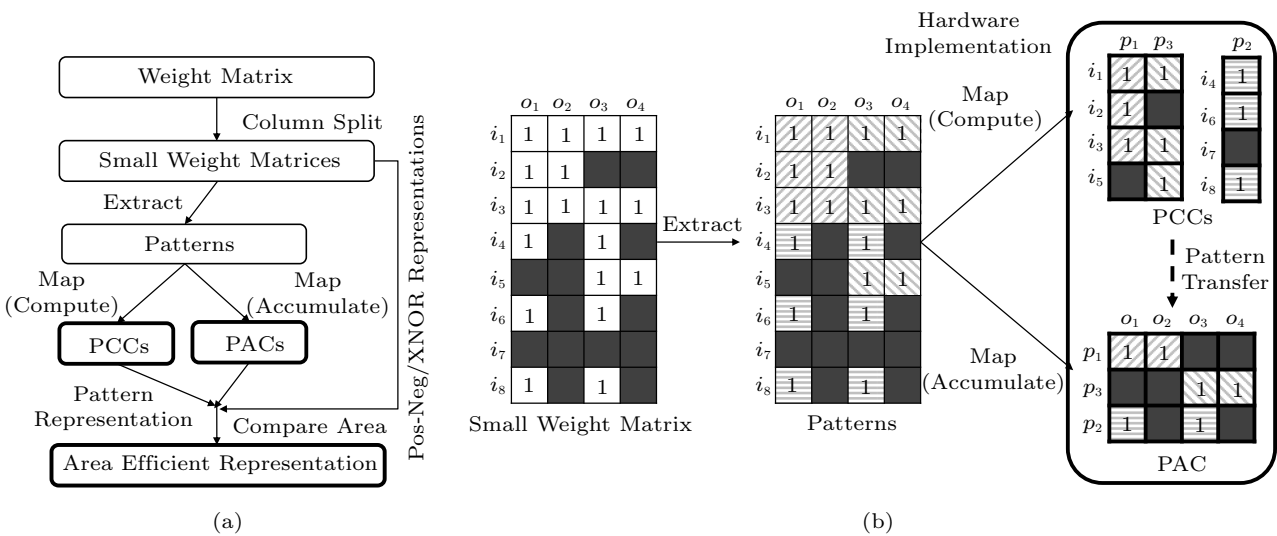 Weight Matrix
Column Split
Small Weight Matrices
Extract
Patterns
Map
(Compute)
Map
(Accumulate)
PCCs
PACs
Pattern
Representation
Compare Area
Area Efficient Representation
Pos-Neg/XNOR Representations
(a)
o1 o2 o3 o4
i1 1 1 1 1
i2 1 1
i3 1 1 1 1
i4 1 1
i5 1 1
i6 1 1
i7
i8 1 1
Small Weight Matrix
Extract
o1 o2 o3 o4
i1 1 1 1 1
i2 1 1
i3 1 1 1 1
i4 1 1
i5 1 1
i6 1 1
i7
i8 1 1
Patterns
Map
(Compute)
Map
(Accumulate)
Hardware
Implementation
p1 p3
i1 1 1
i2 1
i3 1 1
i5 1
p2
i4 1
i6 1
i7
i8 1
PCCs
Pattern
Transfer
o1 o2 o3 o4
p1 1 1
p3 1 1
p2 1 1
PAC
(b)